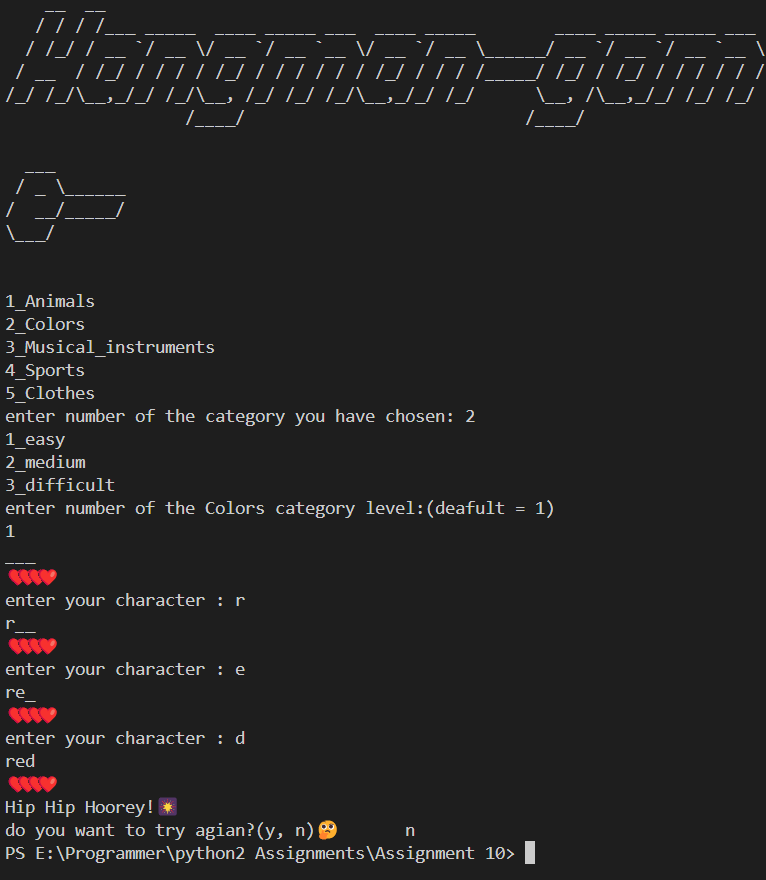 Hangman-game-
1_Animals
2_Colors
3_Musical_instruments
4_Sports
5_Clothes
enter number of the category you have chosen: 2
1_easy
2_medium
3_difficult
enter number of the Colors category level:(deafult = 1)
1
___
❤❤❤❤
enter your character : r
r__
❤❤❤❤
enter your character : e
re_
❤❤❤❤
enter your character : d
red
❤❤❤❤
Hip Hip Hoorey!🎇
do you want to try agian?(y, n)🤔 n
PS E:\Programmer\python2 Assignments\Assignment 10>